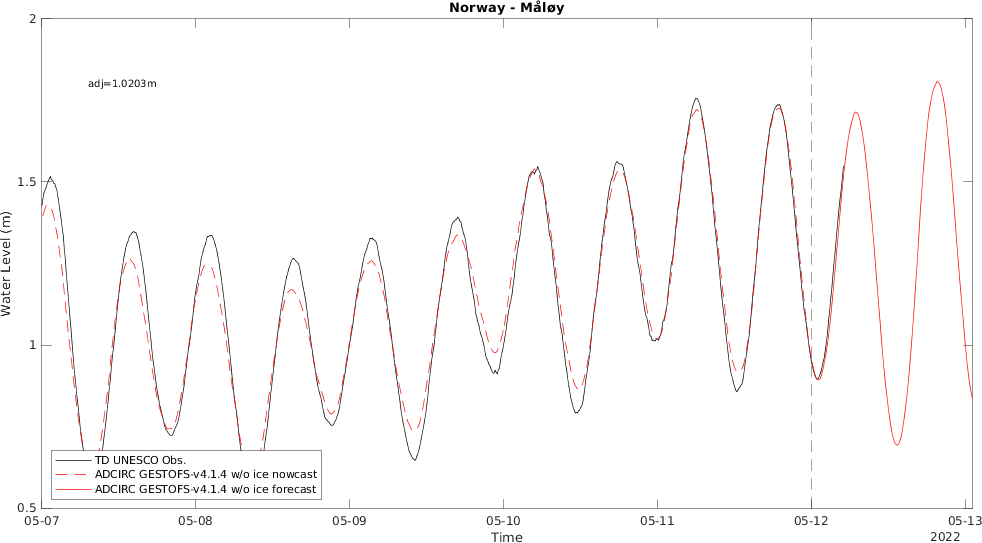 Norway - Måløy
2
adj=1.0203m
1.5
Water Level (m)
1
TD UNESCO Obs.
ADCIRC GESTOFS-v4.1.4 w/o ice nowcast
ADCIRC GESTOFS-v4.1.4 w/o ice forecast
0.5
05-07 05-08 05-09 05-10 05-11 05-12 05-13
Time 2022